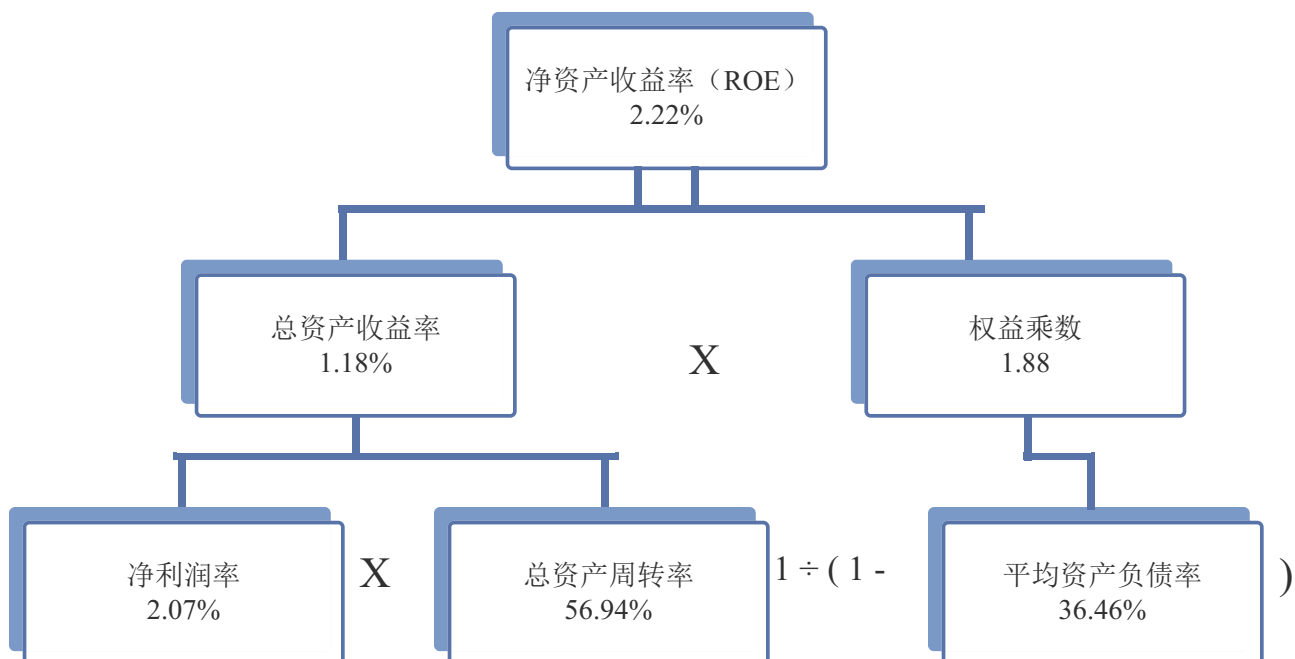 净资产收益率（ROE）
2.22%
总资产收益率
1.18%
X
权益乘数
1.88
净利润率
2.07%
X
总资产周转率
56.94%
1 ÷ ( 1 -
平均资产负债率
36.46%
)